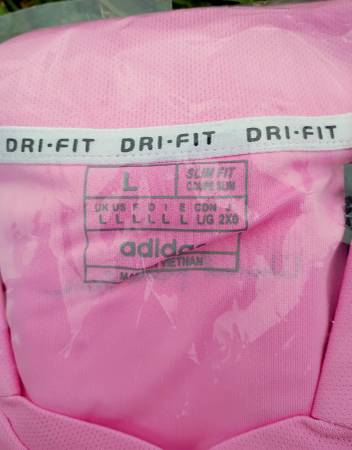 DRI-FIT DRI-FIT DRI-FIT
L SLIM FIT
COUPE SLIM
UK US F D I E CDN J
L L L L L L L/G 2XO
adidas
MADE IN VIETNAM